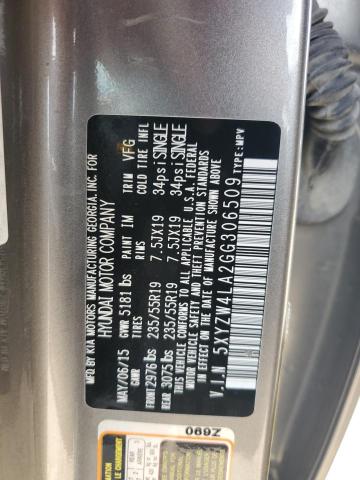 MFD BY KIA MOTORS MANUFACTURING GEORGIA, INC. FOR
HYUNDAI MOTOR COMPANY
MAY/06/15 PAINT IM TRIM VFG
GVWR 5181 lbs
GAWR TIRES RIMS COLD TIRE INFL
FRONT 2976 lbs 235/55R19 7.5JX19 34psi SINGLE
REAR 3075 lbs 235/55R19 7.5JX19 34psi SINGLE
THIS VEHICLE CONFORMS TO ALL APPLICABLE U.S.A. FEDERAL
MOTOR VEHICLE SAFETY, BUMPER, AND THEFT PREVENTION
STANDARDS IN EFFECT ON THE DATE OF MANUFACTURE SHOWN ABOVE
V.I.N 5XYZW4LA2GG306509 TYPE:MPV
Z690